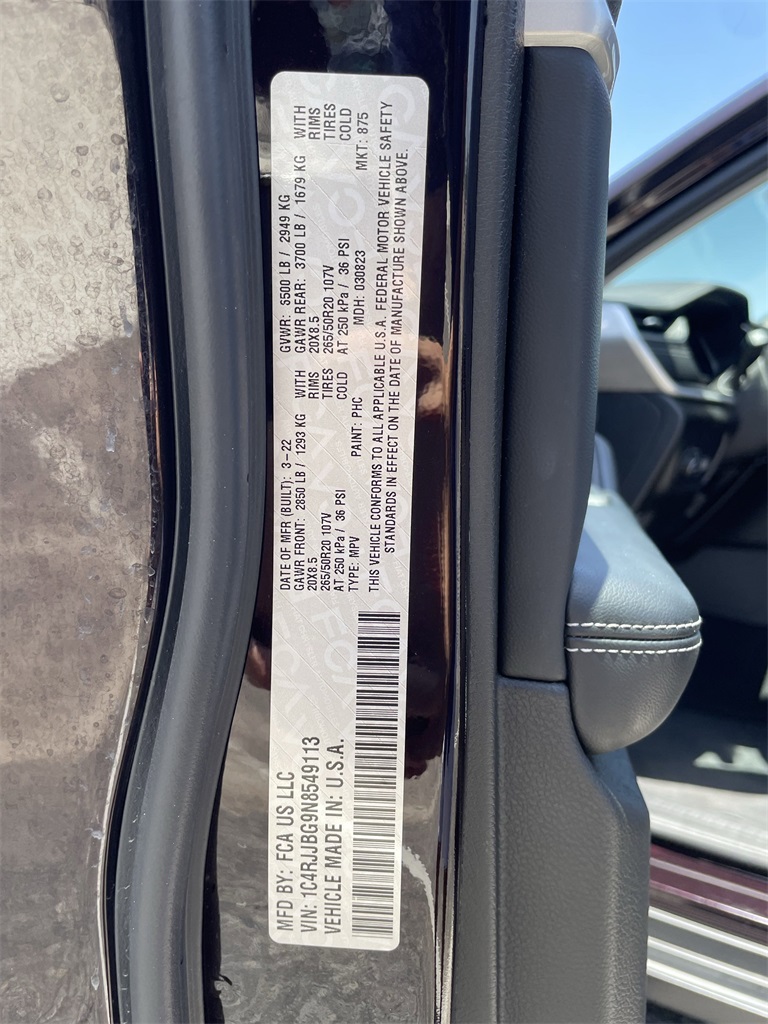 MFD BY: FCA US LLC
VIN: 1C4RJJBG9N8549113
VEHICLE MADE IN: U.S.A.
DATE OF MFR (BUILT): 3-22 GVWR: 5500 LB / 2949 KG
GAWR FRONT: 2850 LB / 1293 KG WITH GAWR REAR: 3700 LB / 1679 KG WITH
20X8.5 RIMS 20X8.5 RIMS
265/50R20 107V TIRES 265/50R20 107V TIRES
AT 250 kPa / 36 PSI COLD AT 250 kPa / 36 PSI COLD
TYPE: MPV PAINT: PHC MDH: 030823 MKT: 875
THIS VEHICLE CONFORMS TO ALL APPLICABLE U.S.A. FEDERAL MOTOR VEHICLE SAFETY
STANDARDS IN EFFECT ON THE DATE OF MANUFACTURE SHOWN ABOVE.